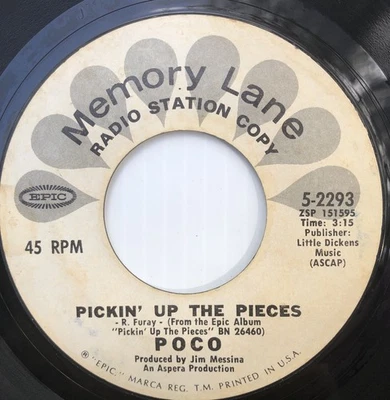 Memory Lane
RADIO STATION COPY
EPIC
45 RPM
5-2293
ZSP 151595
Time: 3:15
Publisher:
Little Dickens
Music
(ASCAP)
PICKIN' UP THE PIECES
- R. Furay - (From the Epic Album
"Pickin' Up The Pieces" BN 26460)
POCO
Produced by Jim Messina
An Aspera Production
® "EPIC," MARCA REG. T.M. PRINTED IN U.S.A.